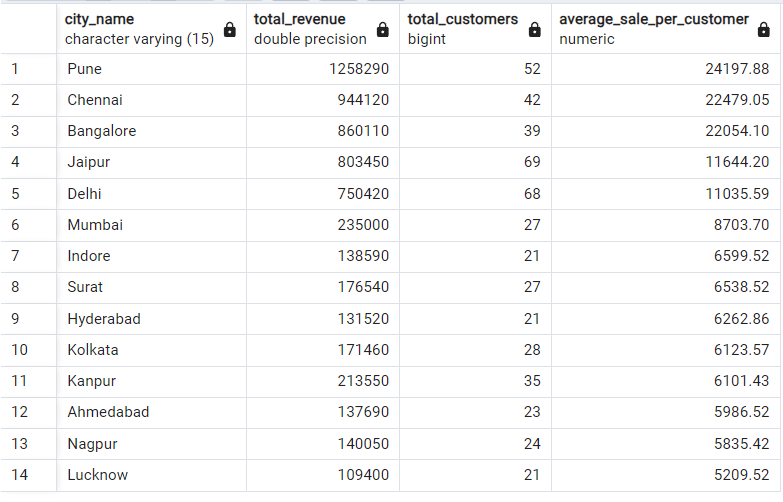 city_name total_revenue total_customers average_sale_per_customer
character varying (15) double precision bigint numeric
1 Pune 1258290 52 24197.88
2 Chennai 944120 42 22479.05
3 Bangalore 860110 39 22054.10
4 Jaipur 803450 69 11644.20
5 Delhi 750420 68 11035.59
6 Mumbai 235000 27 8703.70
7 Indore 138590 21 6599.52
8 Surat 176540 27 6538.52
9 Hyderabad 131520 21 6262.86
10 Kolkata 171460 28 6123.57
11 Kanpur 213550 35 6101.43
12 Ahmedabad 137690 23 5986.52
13 Nagpur 140050 24 5835.42
14 Lucknow 109400 21 5209.52